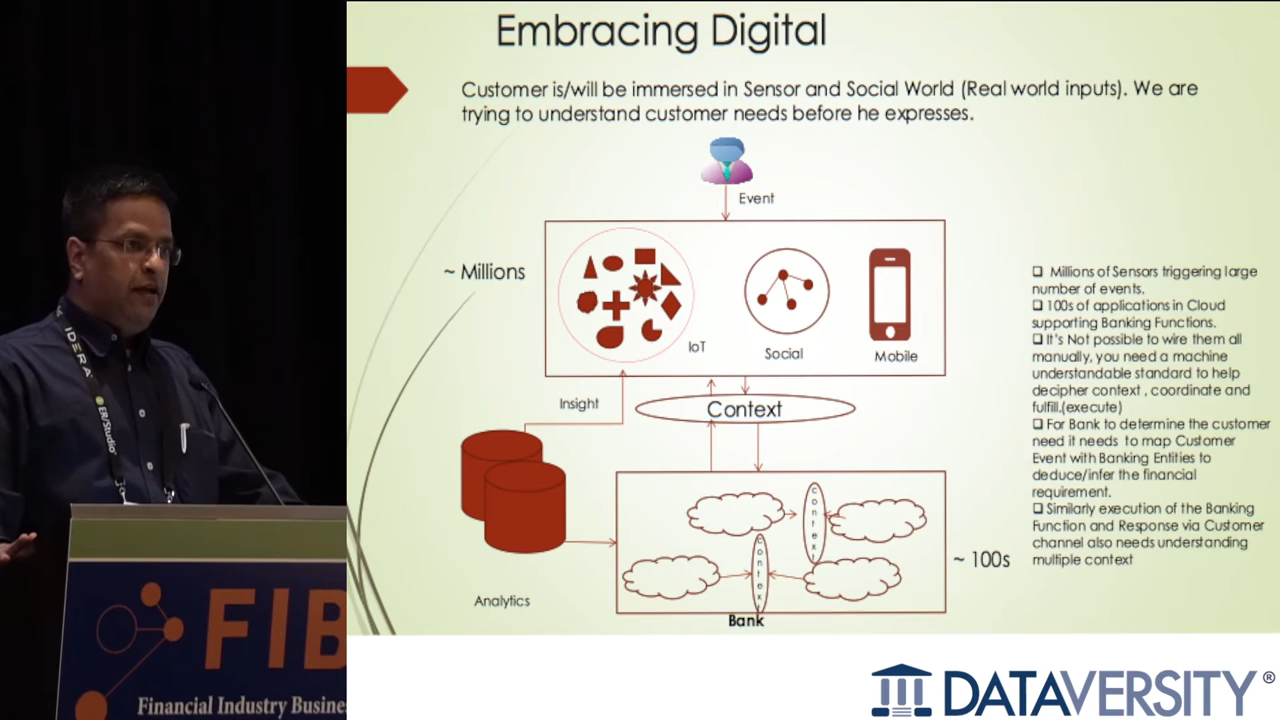 Embracing Digital
Customer is/will be immersed in Sensor and Social World (Real world inputs). We are
trying to understand customer needs before he expresses.
Event
~ Millions
IoT
Social
Mobile
Insight
Context
context
context
Analytics
Bank
~ 100s
❑ Millions of Sensors triggering large
number of events.
❑ 100s of applications in Cloud
supporting Banking Functions.
❑ It's Not possible to wire them all
manually, you need a machine
understandable standard to help
decipher context , coordinate and
fulfill.(execute)
❑ For Bank to determine the customer
need it needs to map Customer
Event with Banking Entities to
deduce/infer the financial
requirement.
❑ Similarly execution of the Banking
Function and Response via Customer
channel also needs understanding
multiple context
IDERA
ER/Studio
FIB
Financial Industry Busine
DATAVERSITY®